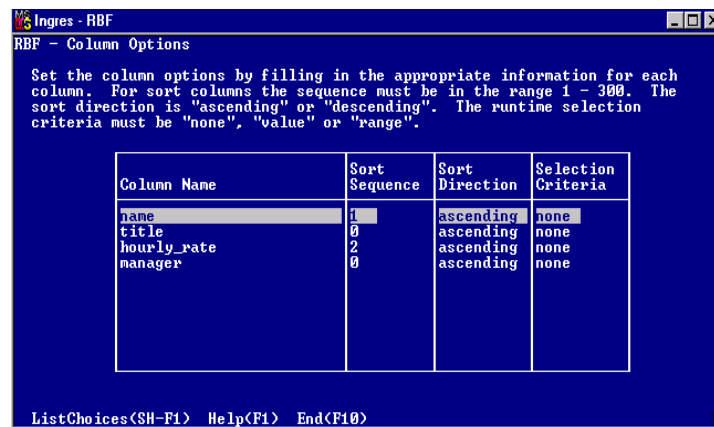 Ingres - RBF
RBF - Column Options
Set the column options by filling in the appropriate information for each
column. For sort columns the sequence must be in the range 1 - 300. The
sort direction is "ascending" or "descending". The runtime selection
criteria must be "none", "value" or "range".
Column Name Sort Sequence Sort Direction Selection Criteria
name 1 ascending none
title 0 ascending none
hourly_rate 2 ascending none
manager 0 ascending none
ListChoices(SH-F1) Help(F1) End(F10)